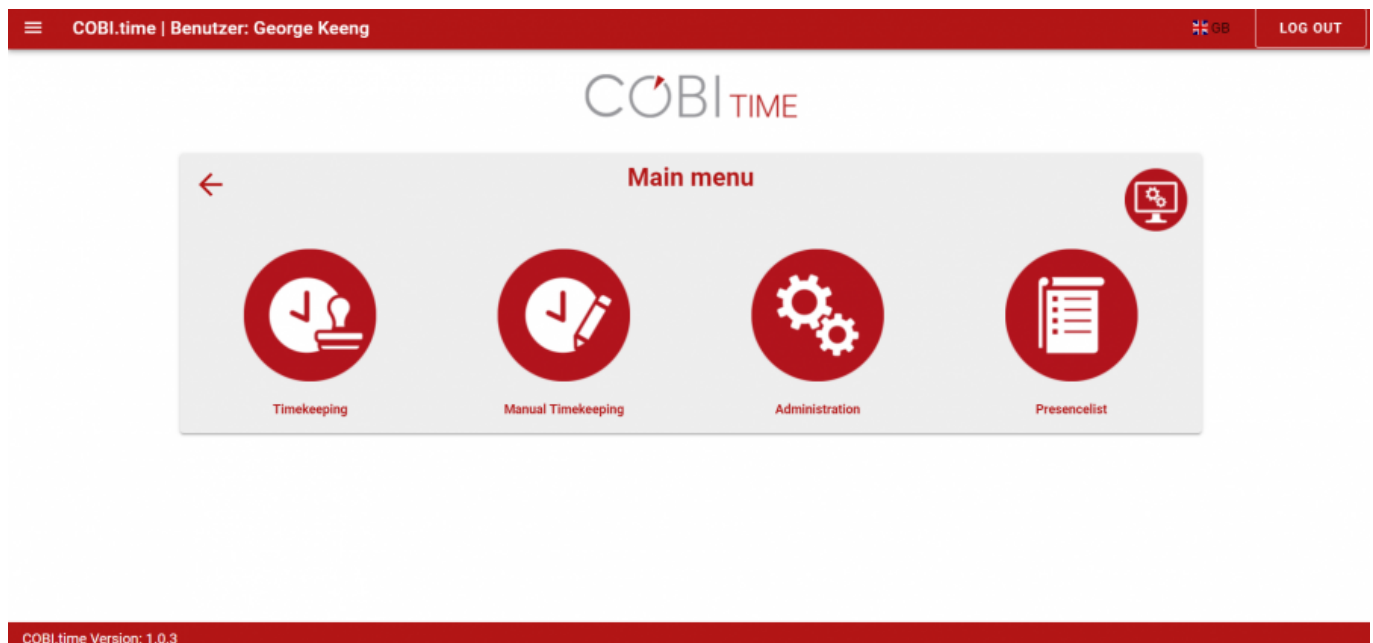 COBI.time | Benutzer: George Keeng
GB
LOG OUT
COBI TIME
Main menu
Timekeeping
Manual Timekeeping
Administration
Presencelist
COBI.time Version: 1.0.3